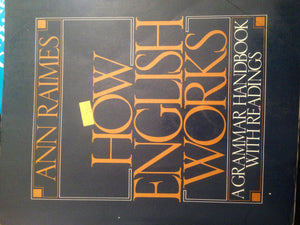 ANN RAIMES
HOW
ENGLISH
WORKS
A GRAMMAR HANDBOOK
WITH READINGS